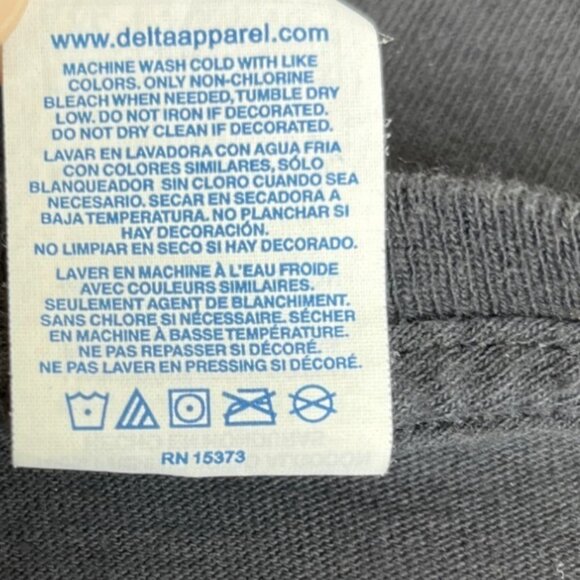 www.deltaapparel.com
MACHINE WASH COLD WITH LIKE
COLORS. ONLY NON-CHLORINE
BLEACH WHEN NEEDED, TUMBLE DRY
LOW. DO NOT IRON IF DECORATED.
DO NOT DRY CLEAN IF DECORATED.
LAVAR EN LAVADORA CON AGUA FRIA
CON COLORES SIMILARES, SÓLO
BLANQUEADOR SIN CLORO CUANDO SEA
NECESARIO. SECAR EN SECADORA A
BAJA TEMPERATURA. NO PLANCHAR SI
HAY DECORACIÓN.
NO LIMPIAR EN SECO SI HAY DECORADO.
LAVER EN MACHINE À L'EAU FROIDE
AVEC COULEURS SIMILAIRES.
SEULEMENT AGENT DE BLANCHIMENT.
SANS CHLORE SI NÉCESSAIRE. SÉCHER
EN MACHINE À BASSE TEMPÉRATURE.
NE PAS REPASSER SI DÉCORÉ.
NE PAS LAVER EN PRESSING SI DÉCORÉ.
RN 15373